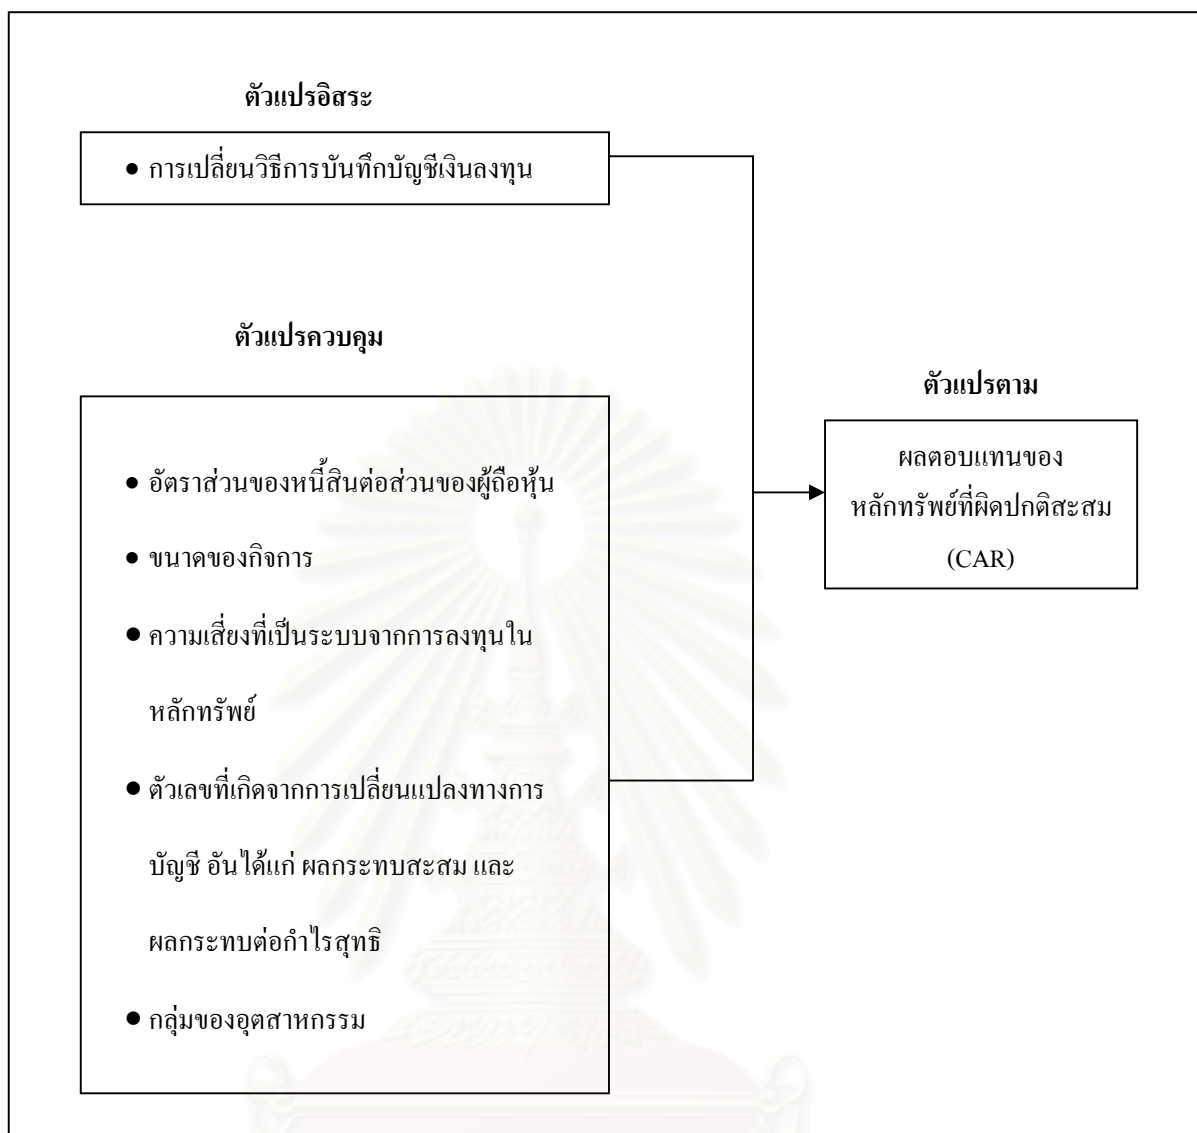 ตัวแปรอิสระ
● การเปลี่ยนวิธีการบันทึกบัญชีเงินลงทุน
ตัวแปรควบคุม
● อัตราส่วนของหนี้สินต่อส่วนของผู้ถือหุ้น
● ขนาดของกิจการ
● ความเสี่ยงที่เป็นระบบจากการลงทุนใน
หลักทรัพย์
● ตัวเลขที่เกิดจากการเปลี่ยนแปลงทางการ
บัญชี อันได้แก่ ผลกระทบสะสม และ
ผลกระทบต่อกำไรสุทธิ
● กลุ่มของอุตสาหกรรม
ตัวแปรตาม
ผลตอบแทนของ
หลักทรัพย์ที่ผิดปกติสะสม
(CAR)